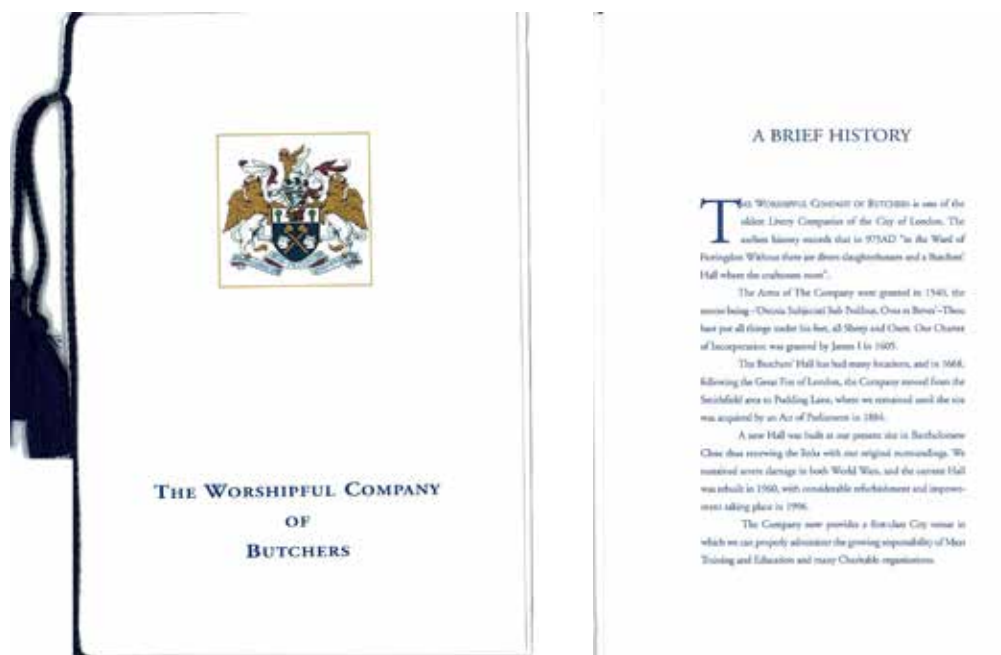 THE WORSHIPFUL COMPANY
OF
BUTCHERS
A BRIEF HISTORY
THE WORSHIPFUL COMPANY OF BUTCHERS is one of the
oldest Livery Companies of the City of London. The
earliest history records that in 975AD "in the Ward of
Farringdon Without there are divers slaughterhouses and a Butchers'
Hall where the craftsmen meet".
The Arms of The Company were granted in 1540, the
motto being –'Omnia Subjecisti Sub Pedibus, Oves et Boves'–Thou
hast put all things under his feet, all Sheep and Oxen. Our Charter
of Incorporation was granted by James I in 1605.
The Butchers' Hall has had many locations, and in
following the Great Fire of London, the Company moved from the
Smithfield area to Pudding Lane, where we remained until the site
was acquired by an Act of Parliament in
A new Hall was built at our present site in Bartholomew
Close thus renewing the links with our original surroundings. We
sustained severe damage in both World Wars, and the current Hall
was rebuilt in 1960, with considerable refurbishment and improve-
ment taking place in 1996.
The Company now provides a first-class City venue in
which we can properly administer the growing responsibility of Meat
Training and Education and many Charitable organisations.